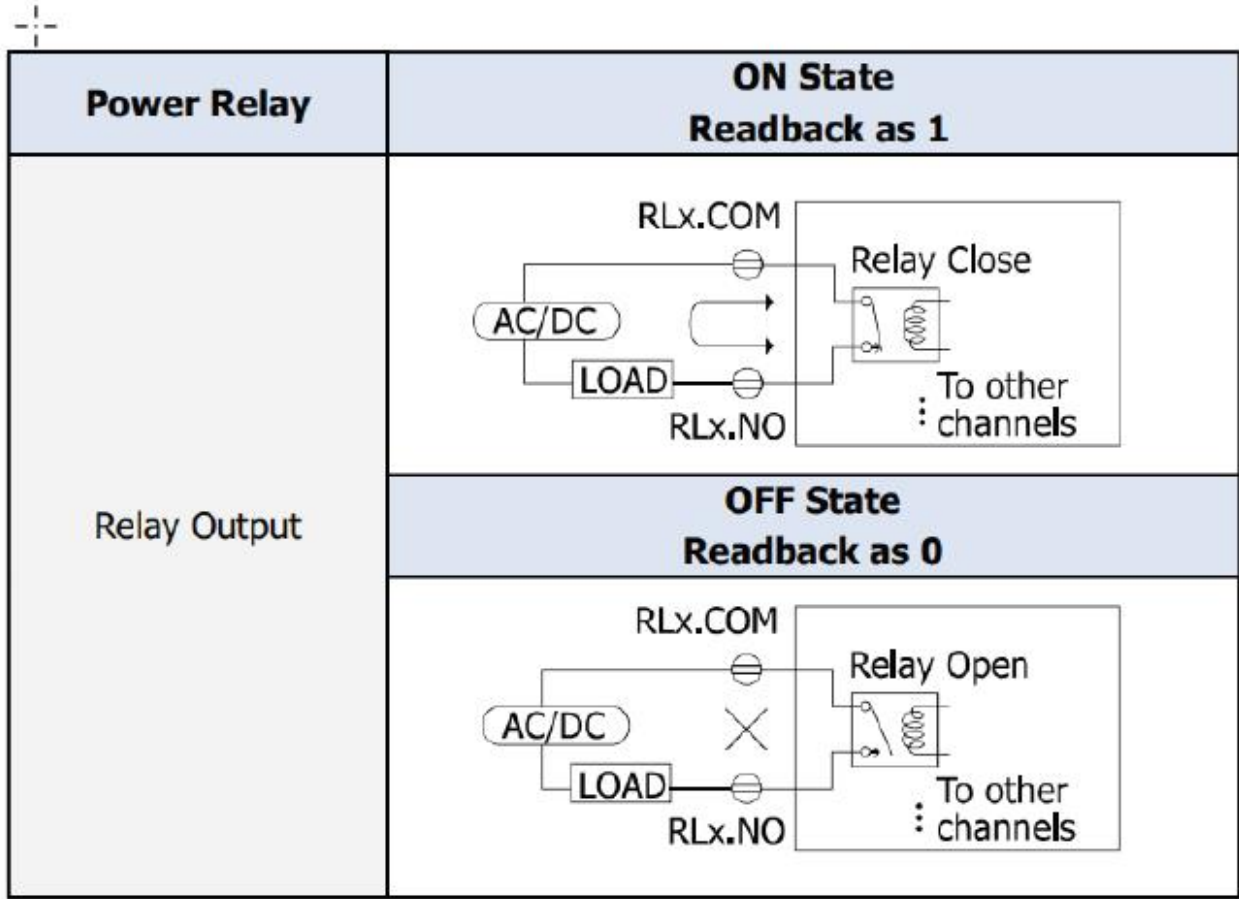 Power Relay
ON State
Readback as 1
Relay Output
RLx.COM
Relay Close
AC/DC
LOAD
To other
channels
RLx.NO
OFF State
Readback as 0
RLx.COM
Relay Open
AC/DC
LOAD
To other
channels
RLx.NO